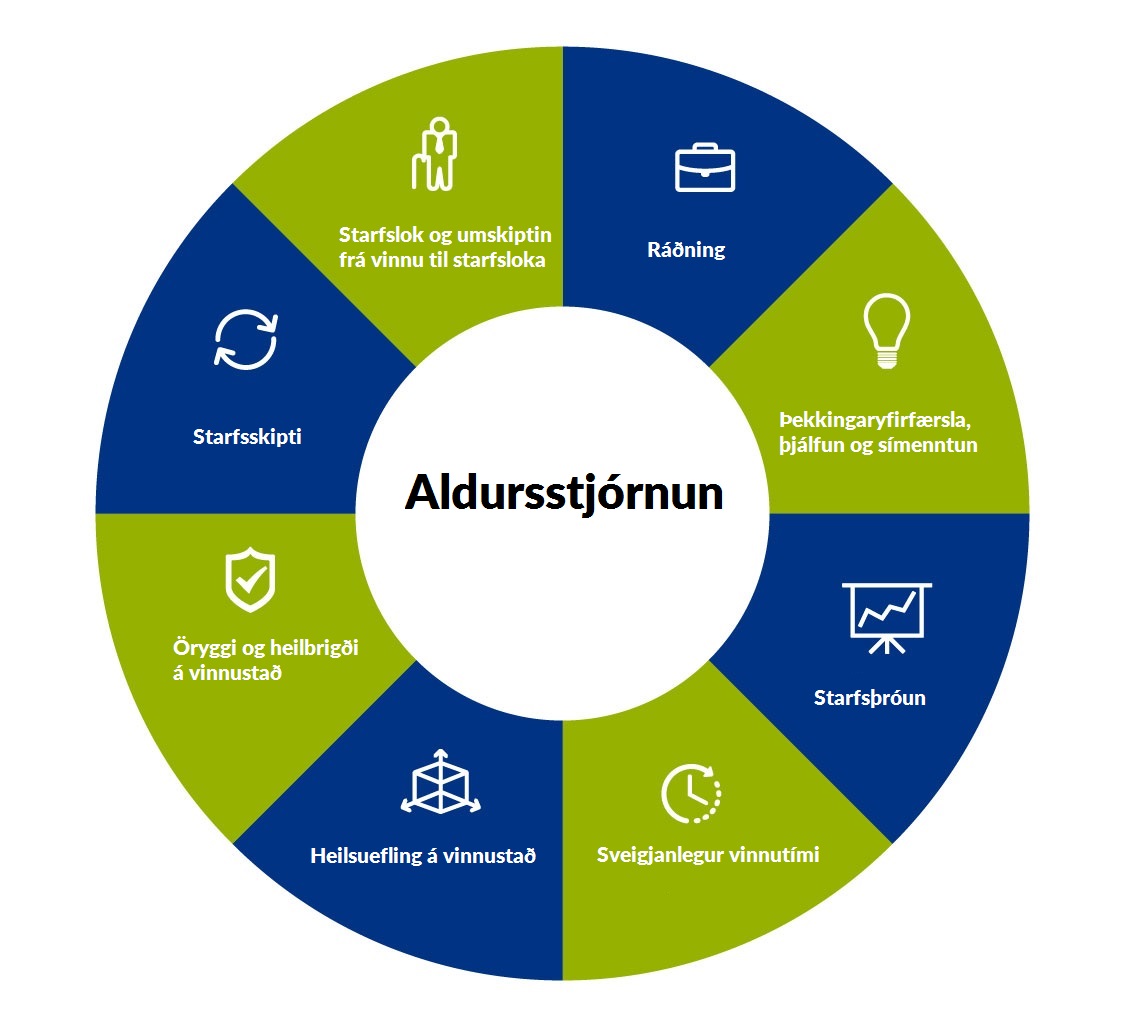 Starfslok og umskiptin
frá vinnu til starfsloka
Ráðning
Þekkingaryfirfærsla,
þjálfun og símenntun
Starfsskipti
Aldursstjórnun
Öryggi og heilbrigði
á vinnustað
Starfsþróun
Heilsuefling á vinnustað
Sveigjanlegur vinnutími